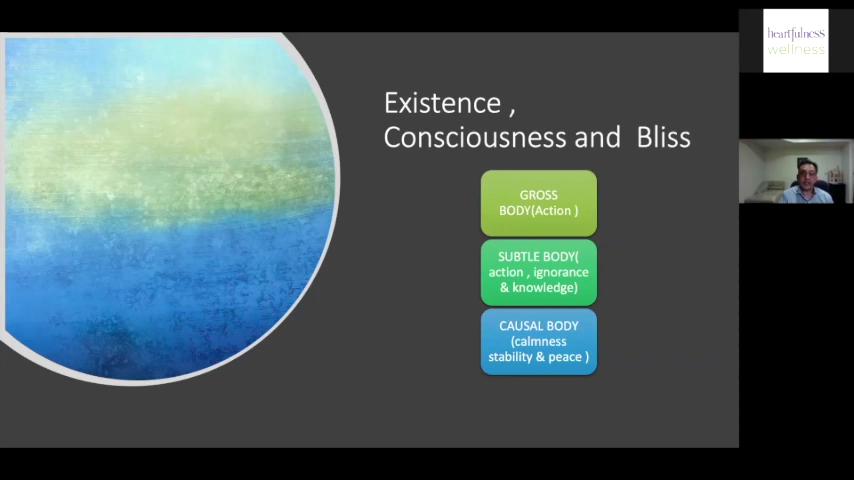 Existence ,
Consciousness and  Bliss
GROSS
BODY(Action )
SUBTLE BODY(
action , ignorance
& knowledge)
CAUSAL BODY
(calmness
stability & peace )
heartfulness
wellness